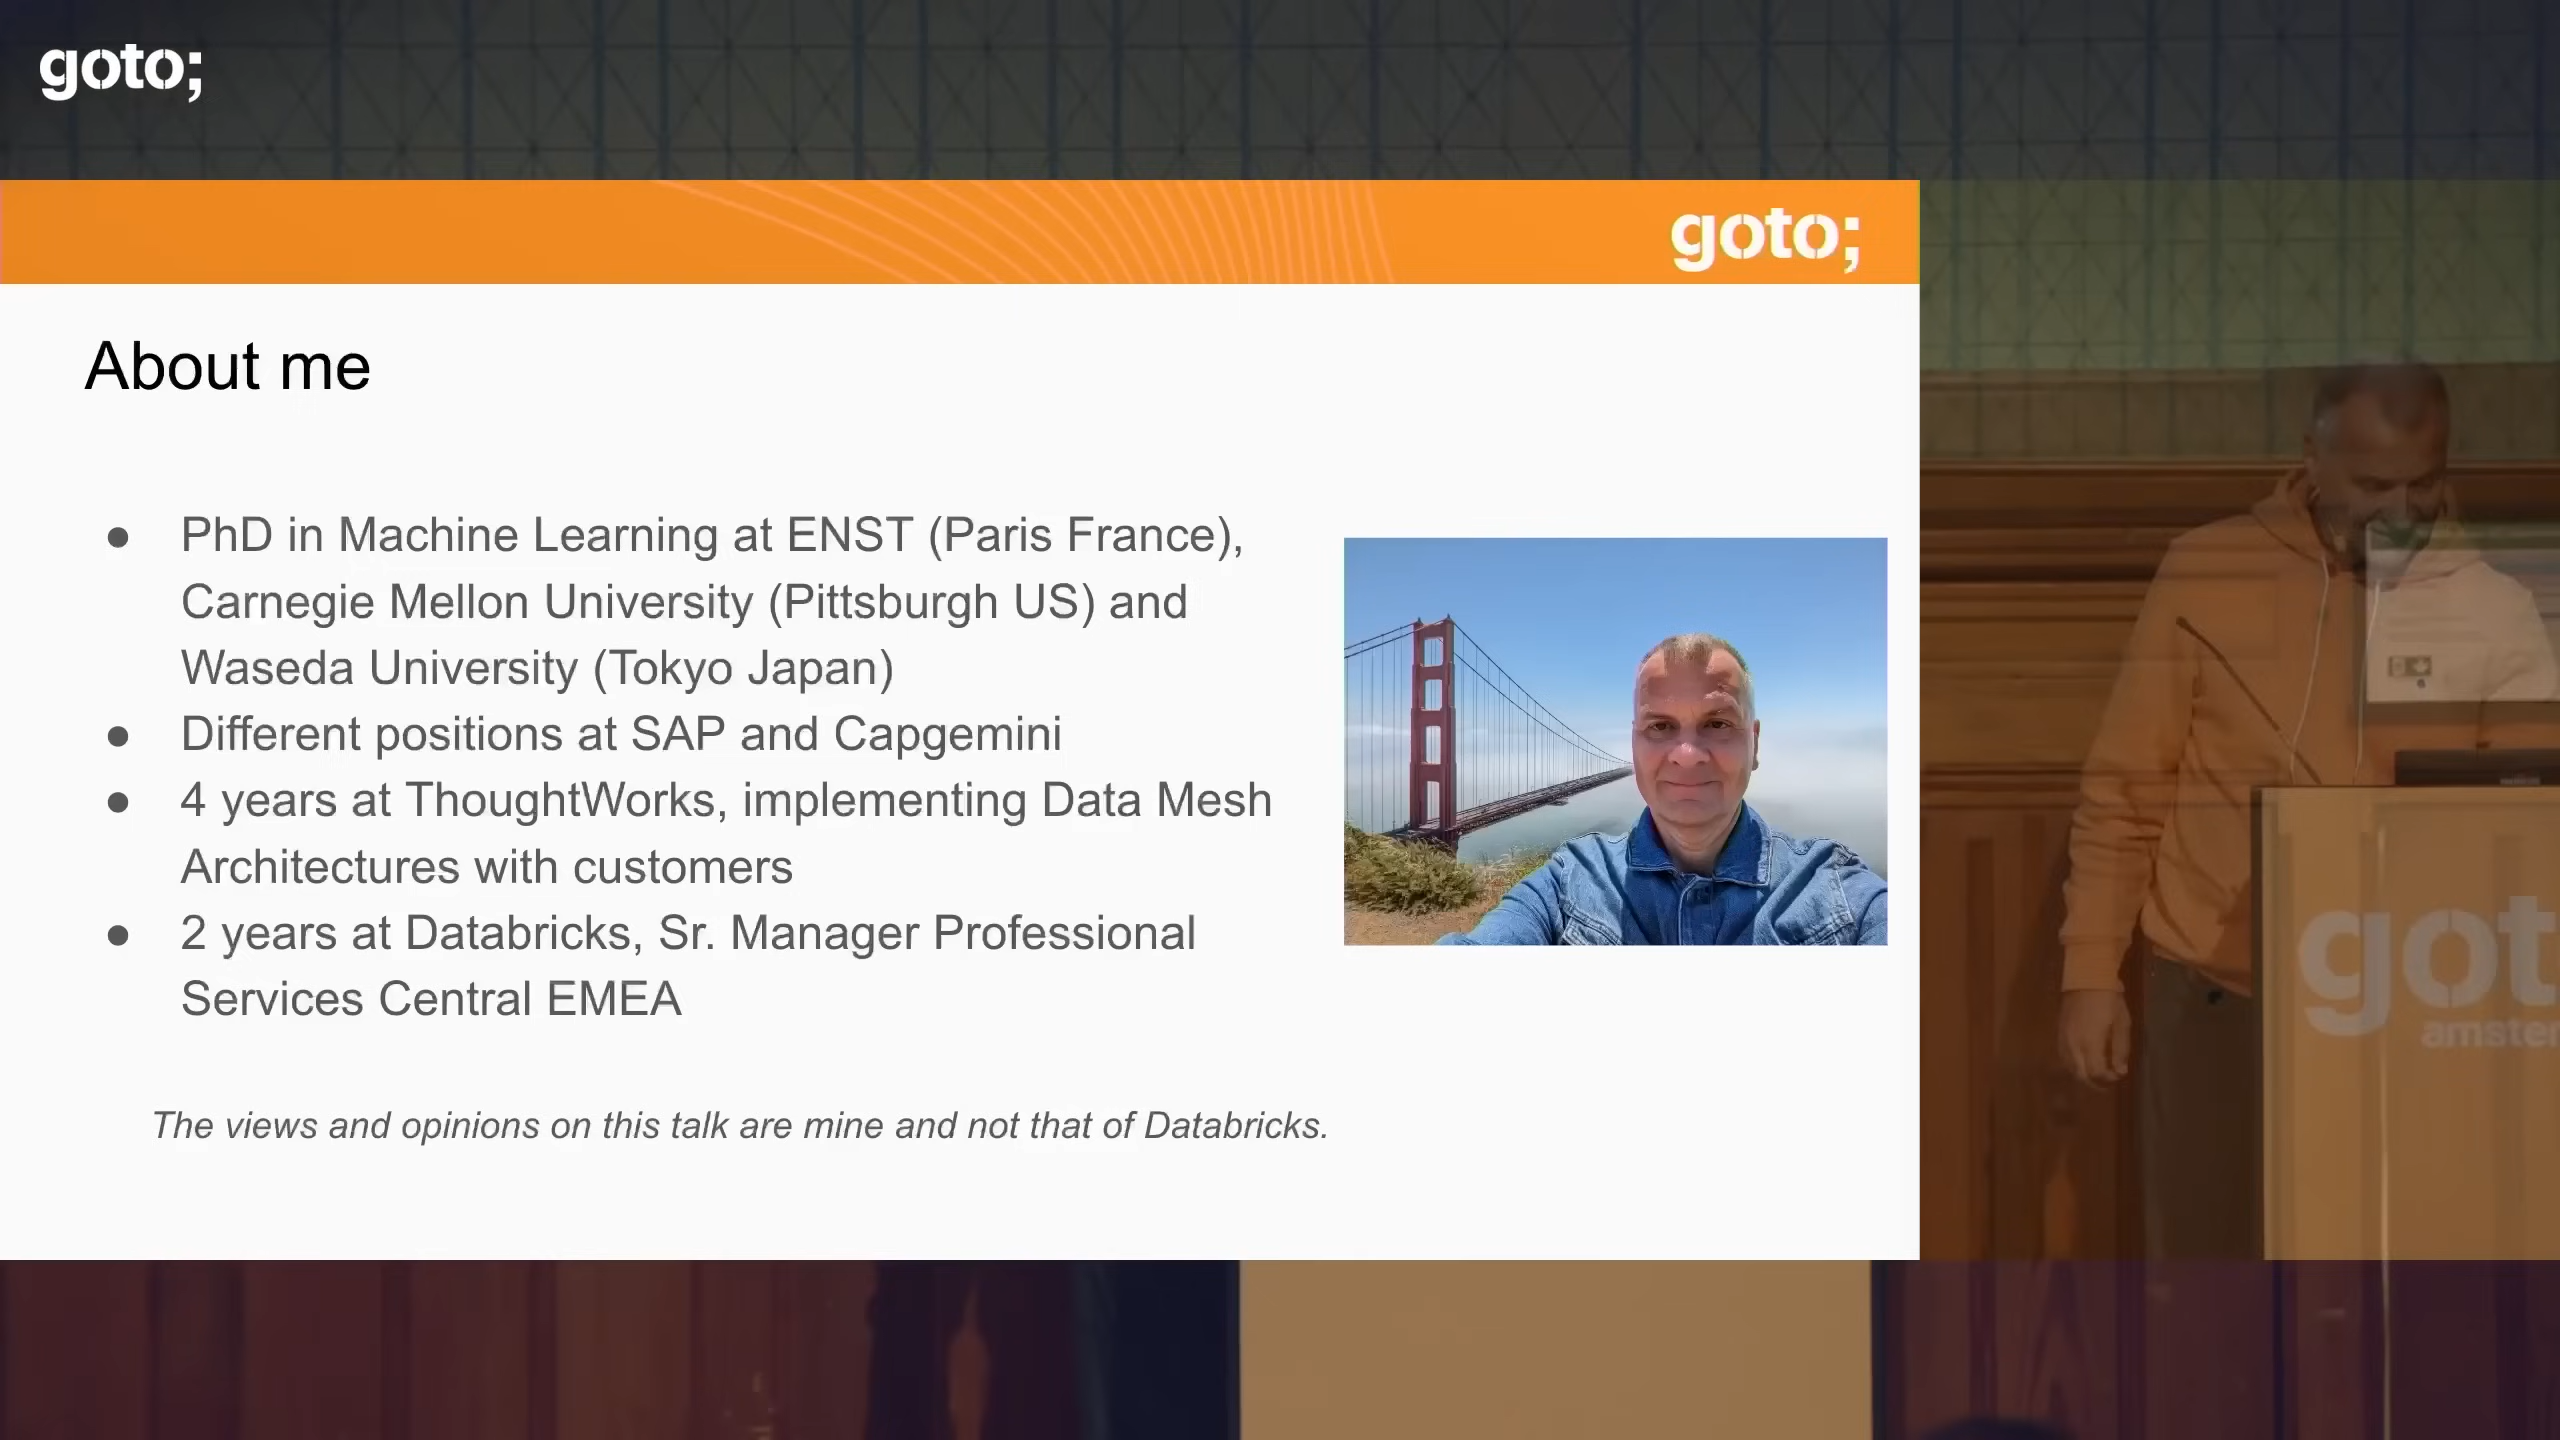 goto;
goto;
About me
● PhD in Machine Learning at ENST (Paris France),
Carnegie Mellon University (Pittsburgh US) and
Waseda University (Tokyo Japan)
● Different positions at SAP and Capgemini
● 4 years at ThoughtWorks, implementing Data Mesh
Architectures with customers
● 2 years at Databricks, Sr. Manager Professional
Services Central EMEA
The views and opinions on this talk are mine and not that of Databricks.
got
amster